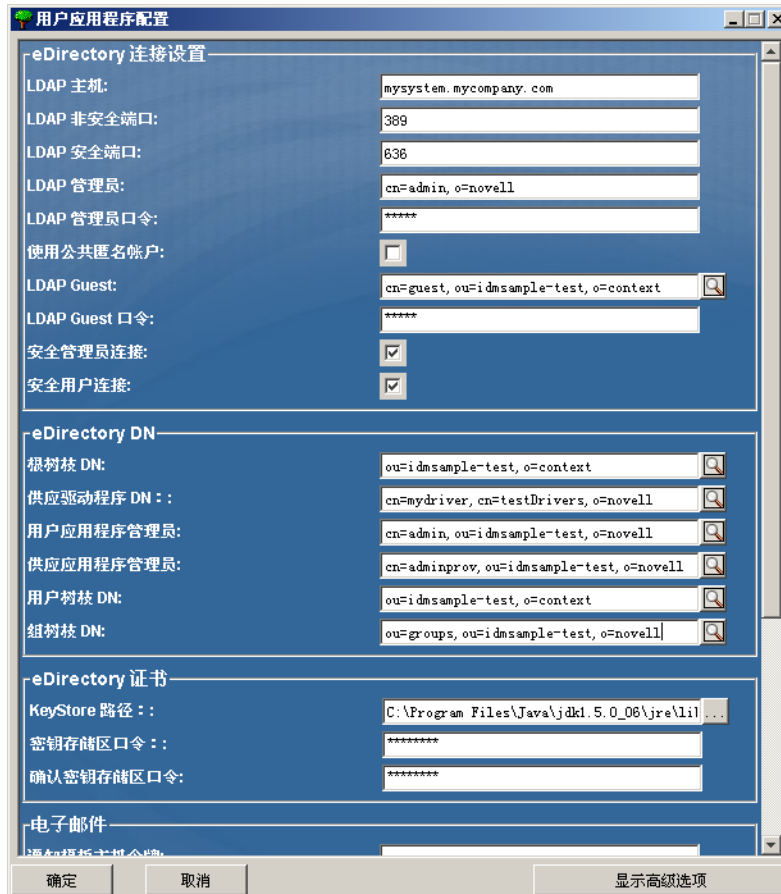 用户应用程序配置
eDirectory 连接设置
LDAP 主机: mysystem.mycompany.com
LDAP 非安全端口: 389
LDAP 安全端口: 636
LDAP 管理员: cn=admin, o=novell
LDAP 管理员口令: *****
使用公共匿名帐户:
LDAP Guest: cn=guest, ou=idmsample-test, o=context
LDAP Guest 口令: *****
安全管理员连接:
安全用户连接:
eDirectory DN
根树枝 DN: ou=idmsample-test, o=context
供应驱动程序 DN：: cn=mydriver, cn=testDrivers, o=novell
用户应用程序管理员: cn=admin, ou=idmsample-test, o=novell
供应应用程序管理员: cn=adminprov, ou=idmsample-test, o=novell
用户树枝 DN: ou=idmsample-test, o=context
组树枝 DN: ou=groups, ou=idmsample-test, o=novell
eDirectory 证书
KeyStore 路径：: C:\Program Files\Java\jdk1.5.0_06\jre\lil ...
密钥存储区口令：: ********
确认密钥存储区口令: ********
电子邮件
确定 取消 显示高级选项